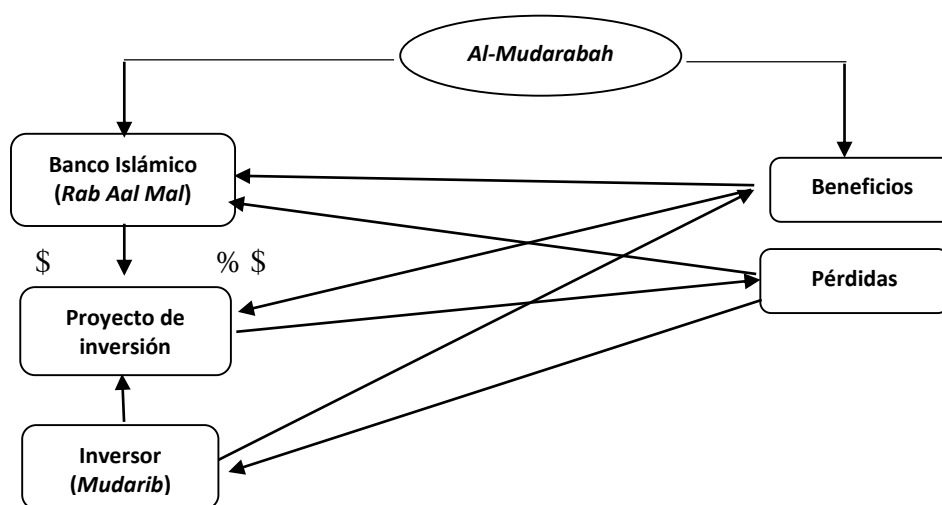 Al-Mudarabah
Banco Islámico
(Rab Aal Mal)
Beneficios
$
% $
Pérdidas
Proyecto de
inversión
Inversor
(Mudarib)